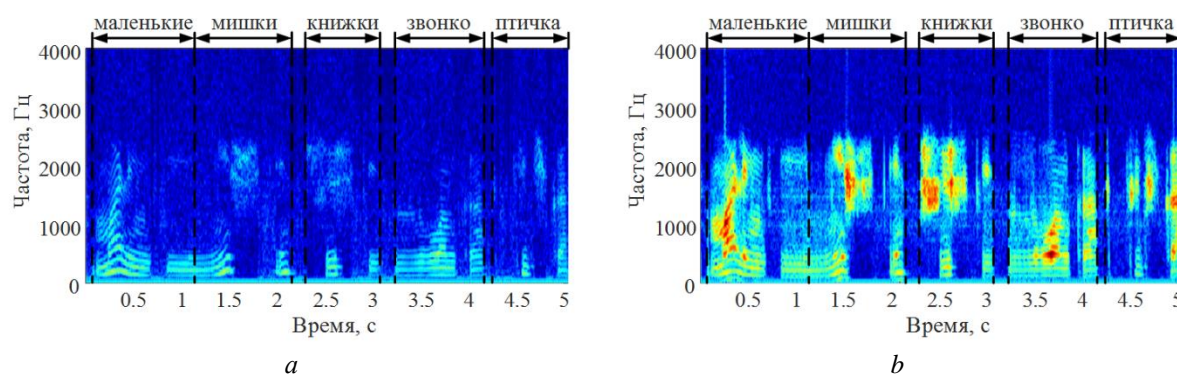 маленькие мишки книжки звонко птичка
4000
3000
2000
1000
0
Частота, Гц
0.5 1 1.5 2 2.5 3 3.5 4 4.5 5
Время, с
a
маленькие мишки книжки звонко птичка
4000
3000
2000
1000
0
Частота, Гц
0.5 1 1.5 2 2.5 3 3.5 4 4.5 5
Время, с
b